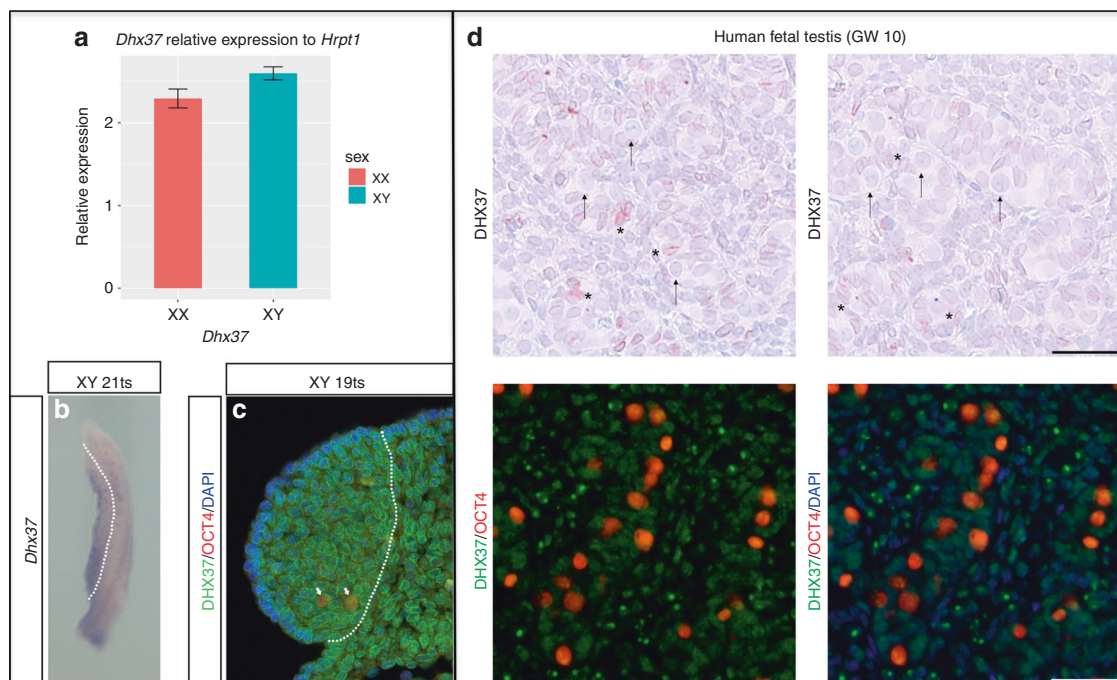 a
Dhx37 relative expression to Hrpt1
Relative expression
2
1
0
XX
XY
Dhx37
sex
XX
XY
XY 21ts
b
Dhx37
XY 19ts
c
DHX37/OCT4/DAPI
d
Human fetal testis (GW 10)
DHX37
*
*
*
DHX37
*
*
*
DHX37/OCT4
DHX37/OCT4/DAPI